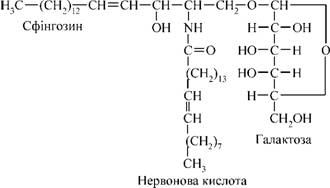 H₃C—(CH₂)₁₂—CH=CH—CH—CH—CH₂—O—C—H
Сфінгозин
OH NH
H—C—OH
C=O
HO—C—H
O
(CH₂)₁₃
HO—C—H
CH
H—C
CH
CH₂OH
(CH₂)₇
Галактоза
CH₃
Нервонова кислота